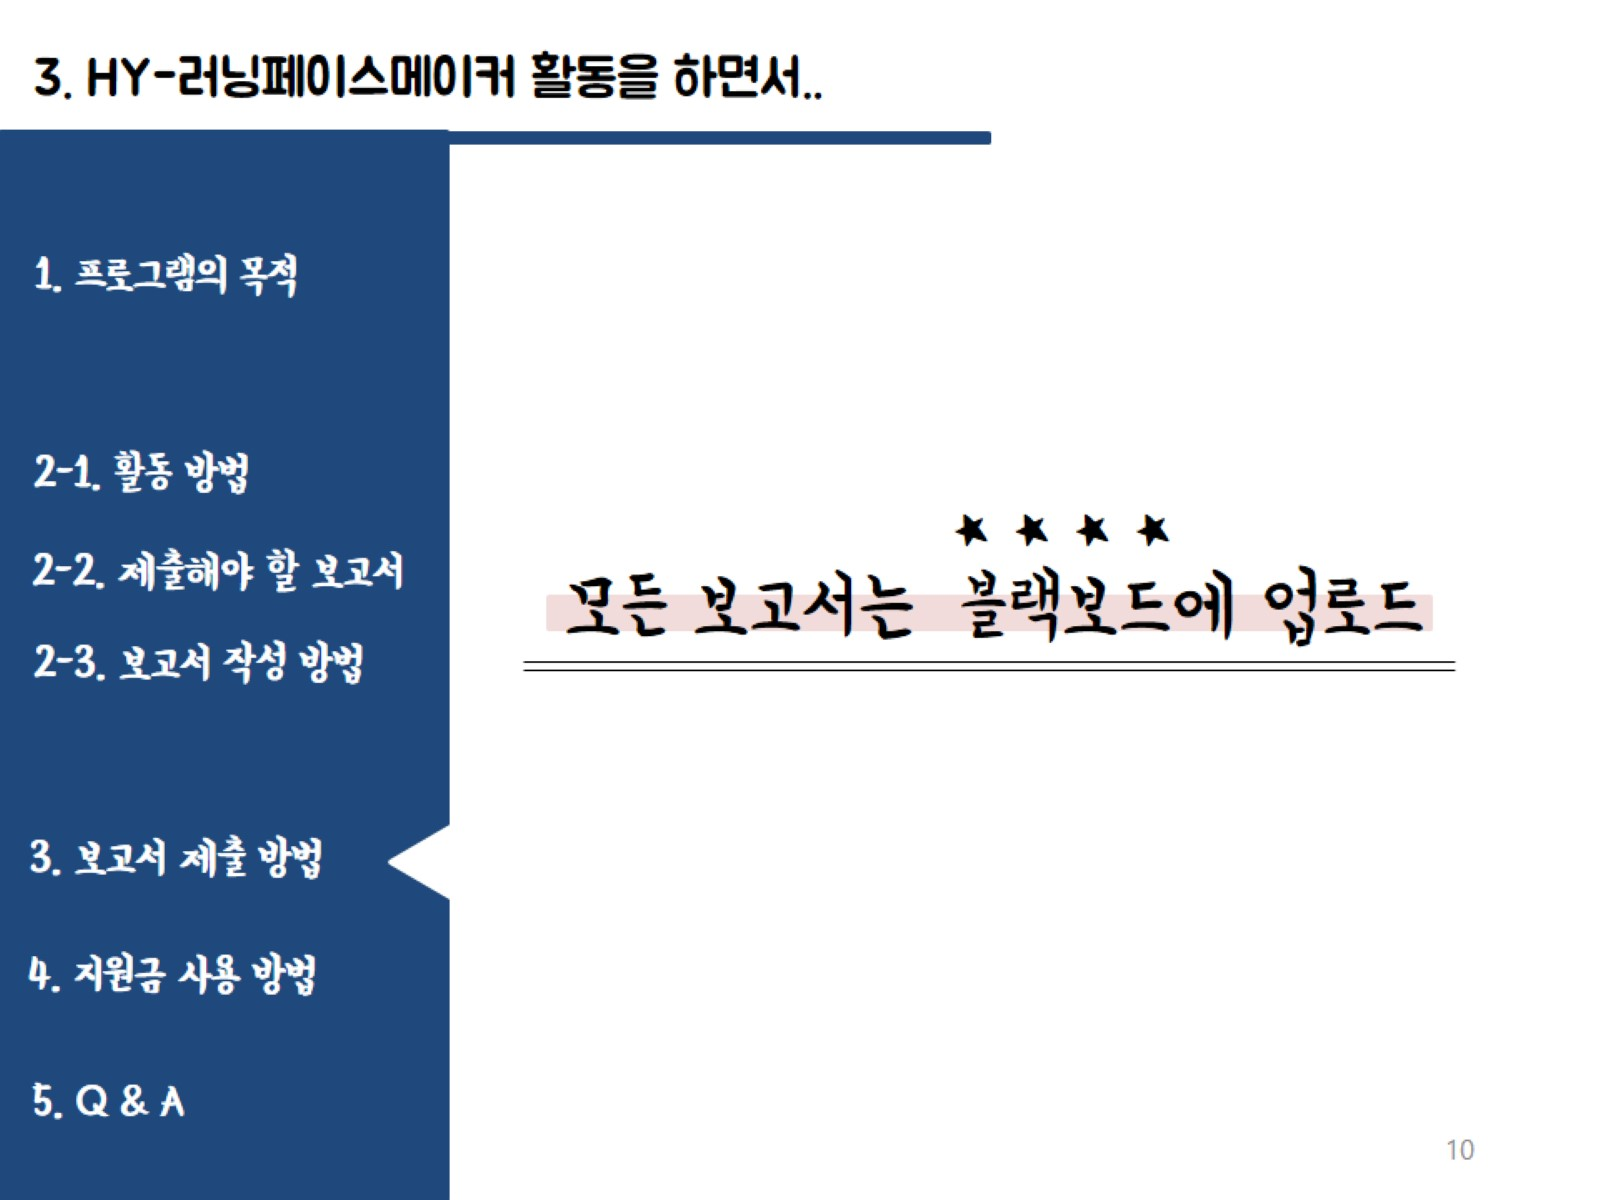 3. HY-러닝페이스메이커 활동을 하면서..
1. 프로그램의 목적
2-1. 활동 방법
2-2. 제출해야 할 보고서
2-3. 보고서 작성 방법
3. 보고서 제출 방법
4. 지원금 사용 방법
5. Q & A
★ ★ ★ ★
모든 보고서는 블랙보드에 업로드
10